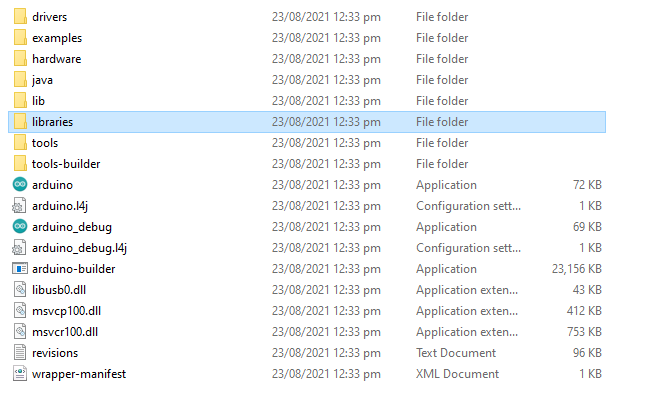 drivers 23/08/2021 12:33 pm File folder
examples 23/08/2021 12:33 pm File folder
hardware 23/08/2021 12:33 pm File folder
java 23/08/2021 12:33 pm File folder
lib 23/08/2021 12:33 pm File folder
libraries 23/08/2021 12:33 pm File folder
tools 23/08/2021 12:33 pm File folder
tools-builder 23/08/2021 12:33 pm File folder
arduino 23/08/2021 12:33 pm Application 72 KB
arduino.l4j 23/08/2021 12:33 pm Configuration sett... 1 KB
arduino_debug 23/08/2021 12:33 pm Application 69 KB
arduino_debug.l4j 23/08/2021 12:33 pm Configuration sett... 1 KB
arduino-builder 23/08/2021 12:33 pm Application 23,156 KB
libusb0.dll 23/08/2021 12:33 pm Application exten... 43 KB
msvcp100.dll 23/08/2021 12:33 pm Application exten... 412 KB
msvcr100.dll 23/08/2021 12:33 pm Application exten... 753 KB
revisions 23/08/2021 12:33 pm Text Document 96 KB
wrapper-manifest 23/08/2021 12:33 pm XML Document 1 KB